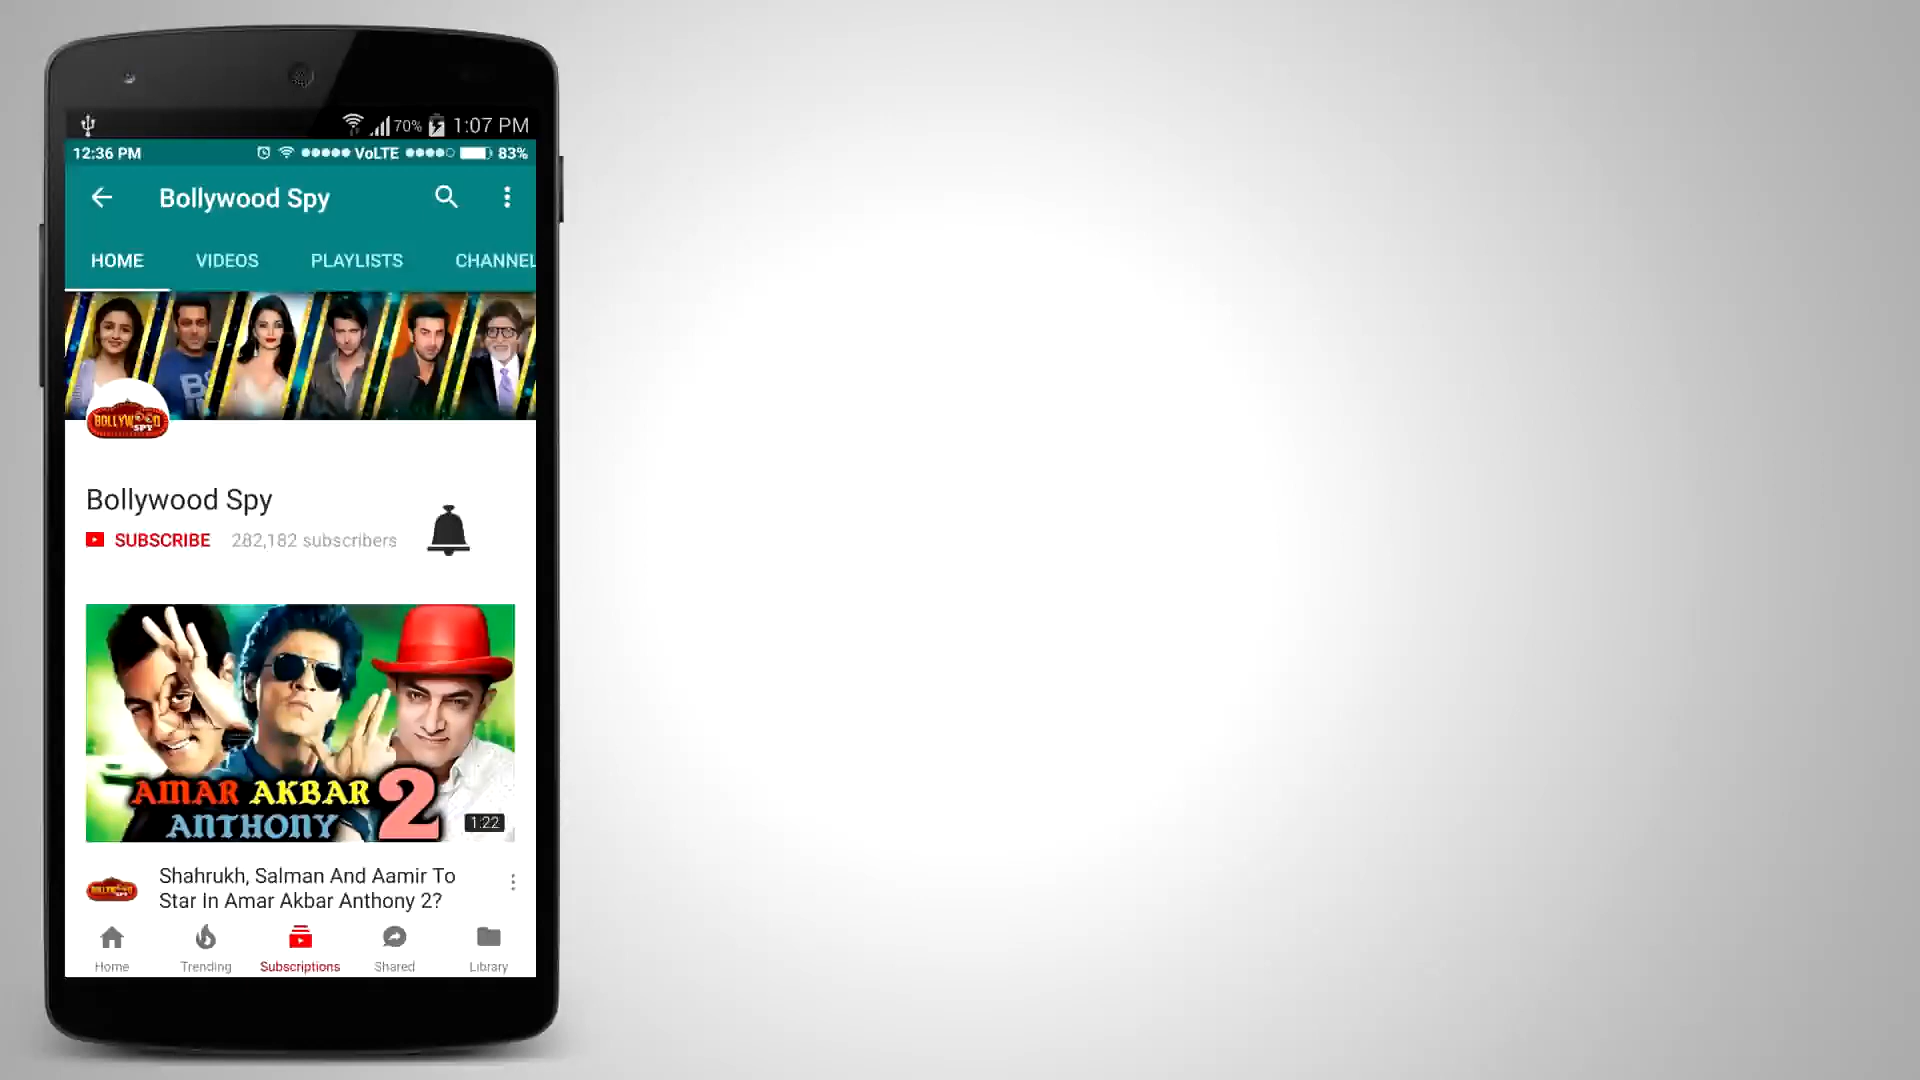 70% 1:07 PM
12:36 PM VoLTE 83%
Bollywood Spy
HOME VIDEOS PLAYLISTS CHANNEL
BOLLYWOOD
SPY
Bollywood Spy
SUBSCRIBE 282,182 subscribers
AMAR AKBAR 2
ANTHONY
1:22
Shahrukh, Salman And Aamir To
Star In Amar Akbar Anthony 2?
Home Trending Subscriptions Shared Library